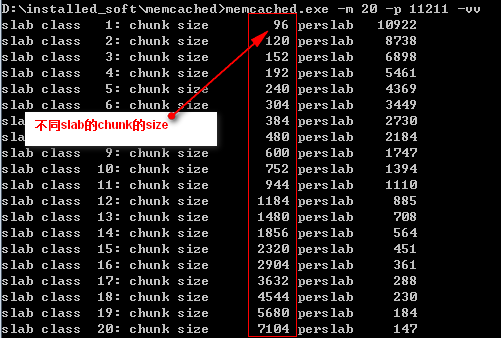 D:\installed_soft\memcached>memcached.exe -m 20 -p 11211 -vv
slab class 1: chunk size 96 perslab 10922
slab class 2: chunk size 120 perslab 8738
slab class 3: chunk size 152 perslab 6898
slab class 4: chunk size 192 perslab 5461
slab class 5: chunk size 240 perslab 4369
slab class 6: chunk size 304 perslab 3449
slab 384 perslab 2730
不同slab的chunk的size
slab 480 perslab 2184
slab class 9: chunk size 600 perslab 1747
slab class 10: chunk size 752 perslab 1394
slab class 11: chunk size 944 perslab 1110
slab class 12: chunk size 1184 perslab 885
slab class 13: chunk size 1480 perslab 708
slab class 14: chunk size 1856 perslab 564
slab class 15: chunk size 2320 perslab 451
slab class 16: chunk size 2904 perslab 361
slab class 17: chunk size 3632 perslab 288
slab class 18: chunk size 4544 perslab 230
slab class 19: chunk size 5680 perslab 184
slab class 20: chunk size 7104 perslab 147